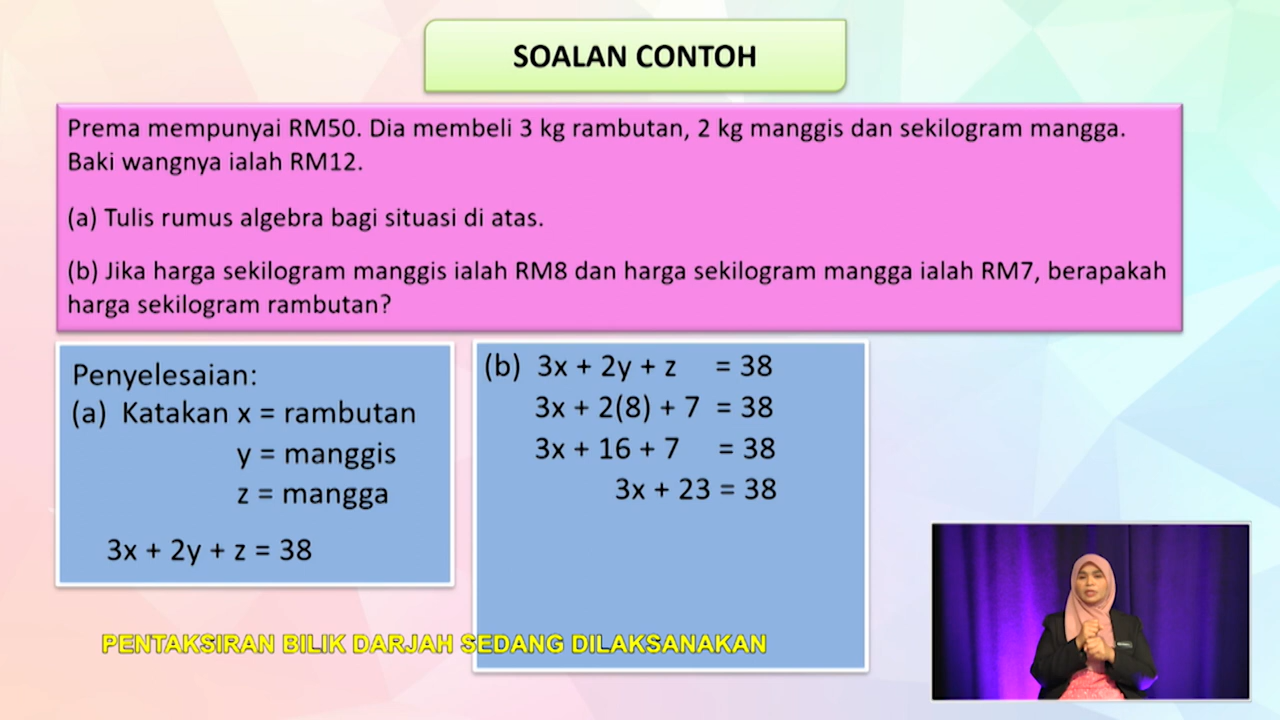 SOALAN CONTOH
Prema mempunyai RM50. Dia membeli 3 kg rambutan, 2 kg manggis dan sekilogram mangga.
Baki wangnya ialah RM12.
(a) Tulis rumus algebra bagi situasi di atas.
(b) Jika harga sekilogram manggis ialah RM8 dan harga sekilogram mangga ialah RM7, berapakah
harga sekilogram rambutan?
Penyelesaian:
(a) Katakan x = rambutan
y = manggis
z = mangga
3x + 2y + z = 38
(b) 3x + 2y + z = 38
3x + 2(8) + 7 = 38
3x + 16 + 7 = 38
3x + 23 = 38
PENTAKSIRAN BILIK DARJAH SEDANG DILAKSANAKAN